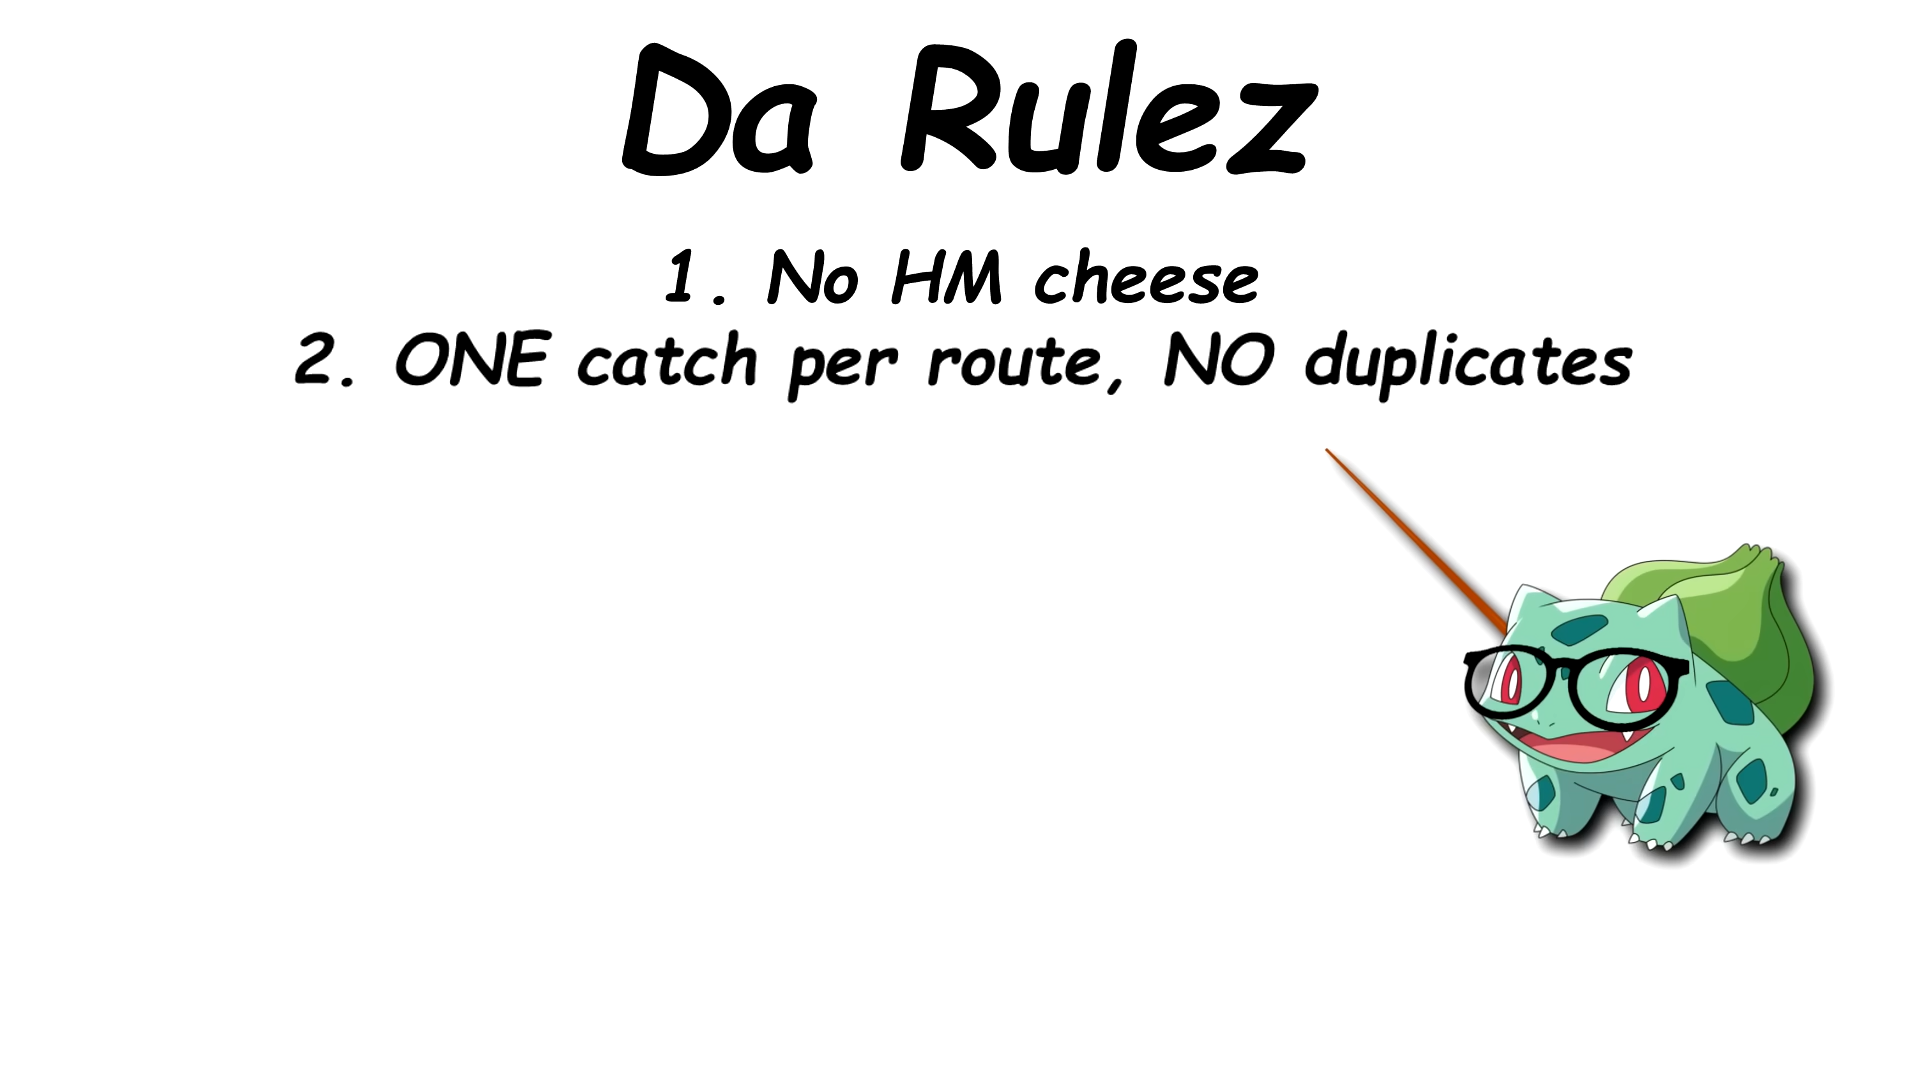 Da Rulez
1. No HM cheese
2. ONE catch per route, NO duplicates